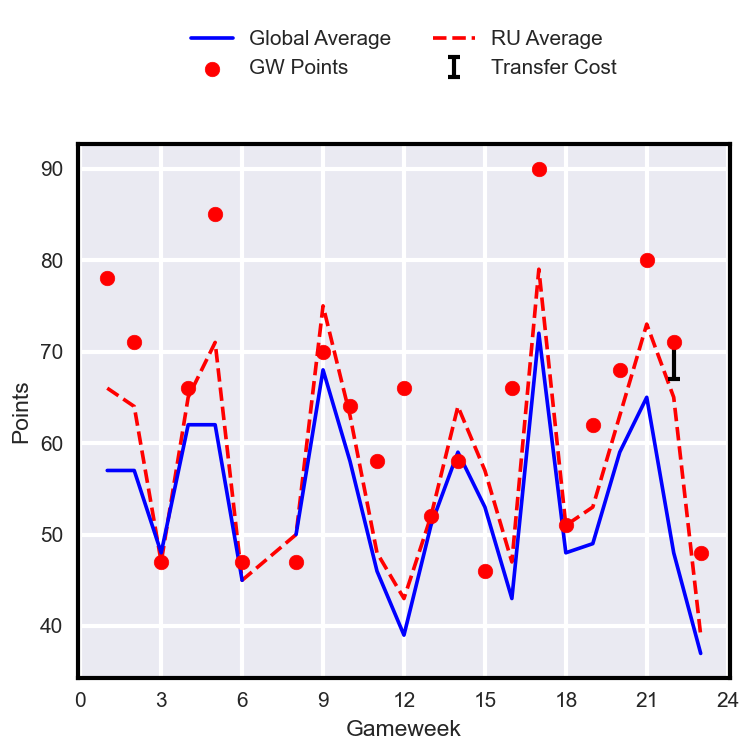 Global Average
RU Average
GW Points
Transfer Cost
90
80
70
60
50
40
Points
0 3 6 9 12 15 18 21 24
Gameweek